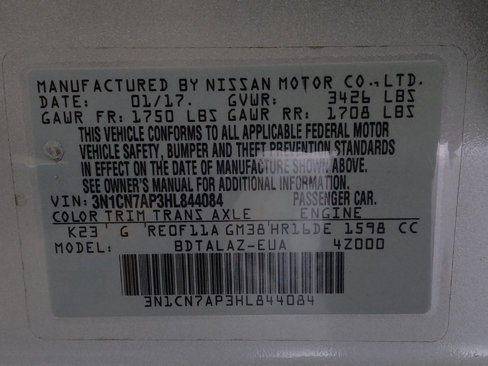 MANUFACTURED BY NISSAN MOTOR CO., LTD.
DATE: 01/17. GVWR: 3426 LBS
GAWR FR: 1750 LBS GAWR RR: 1708 LBS
THIS VEHICLE CONFORMS TO ALL APPLICABLE FEDERAL MOTOR
VEHICLE SAFETY, BUMPER AND THEFT PREVENTION STANDARDS
IN EFFECT ON THE DATE OF MANUFACTURE SHOWN ABOVE.
SEE OWNER'S MANUAL FOR ADDITIONAL INFORMATION.
VIN: 3N1CN7AP3HL844084 PASSENGER CAR.
COLOR TRIM TRANS AXLE ENGINE
K23 G RE0F11A GM38 HR16DE 1598 CC
MODEL: BDTALAZ-EUA 4Z000
3N1CN7AP3HL844084